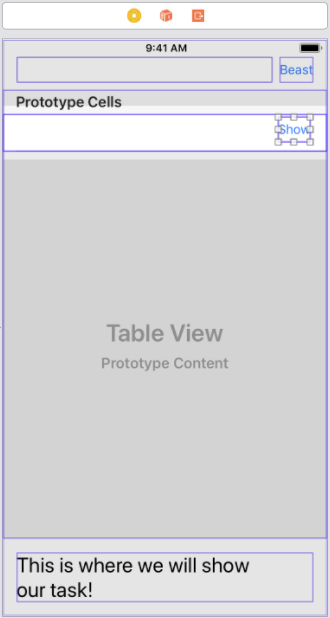 9:41 AM
Beast
Prototype Cells
Show
Table View
Prototype Content
This is where we will show
our task!